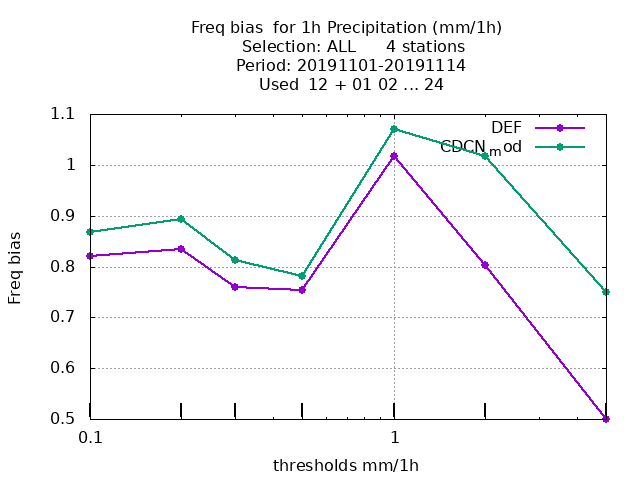 Freq bias  for 1h Precipitation (mm/1h)
Selection: ALL      4 stations
Period: 20191101-20191114
Used  12 + 01 02 ... 24
1.1
1
0.9
0.8
0.7
0.6
0.5
Freq bias
DEF
CDCN_mod
0.1
1
thresholds mm/1h